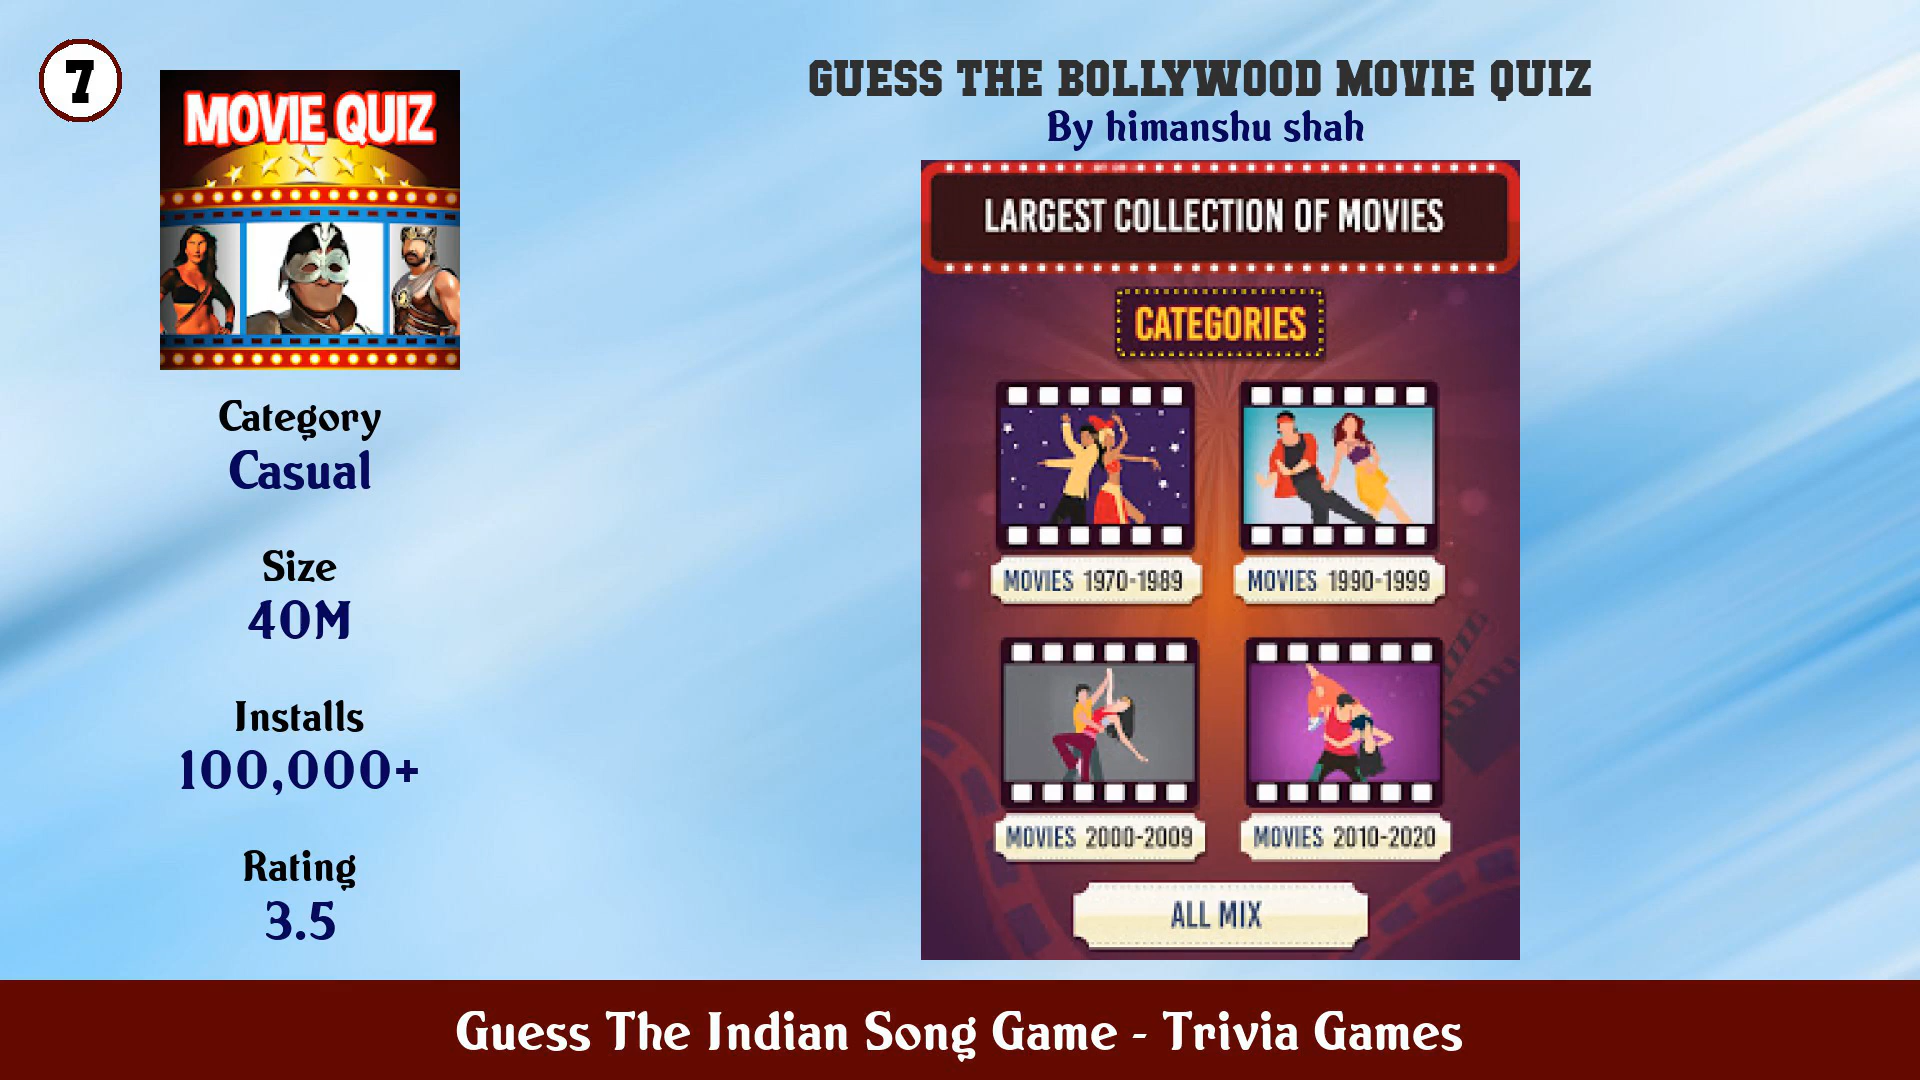 7
MOVIE QUIZ
Category
Casual
Size
40M
Installs
100,000+
Rating
3.5
GUESS THE BOLLYWOOD MOVIE QUIZ
By himanshu shah
LARGEST COLLECTION OF MOVIES
CATEGORIES
MOVIES 1970-1989
MOVIES 1990-1999
MOVIES 2000-2009
MOVIES 2010-2020
ALL MIX
Guess The Indian Song Game - Trivia Games